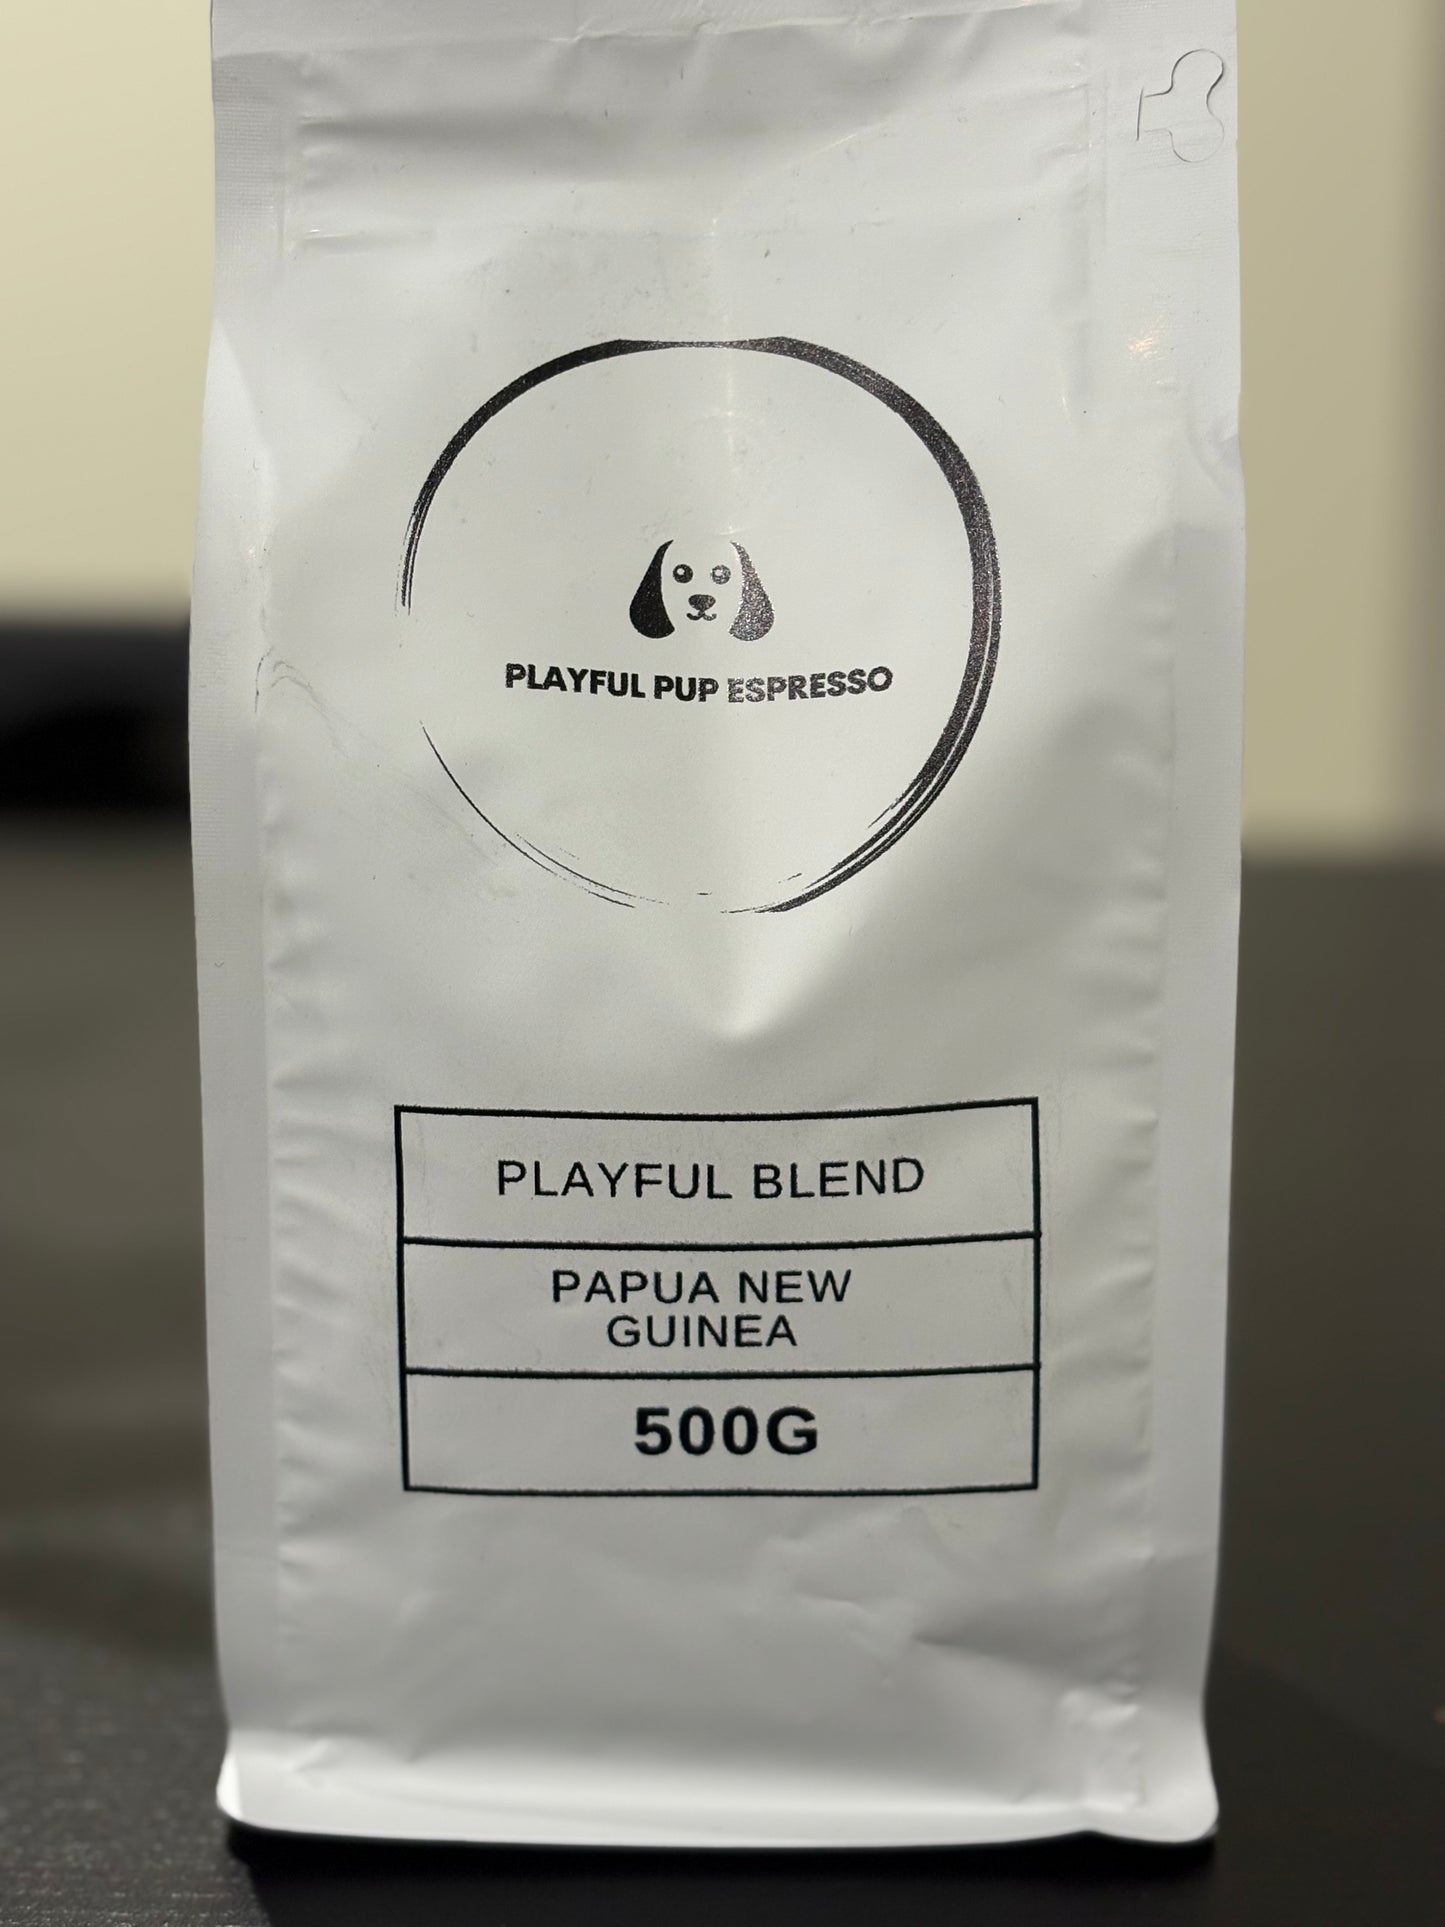 PLAYFUL PUP ESPRESSO
PLAYFUL BLEND
PAPUA NEW
GUINEA
500G